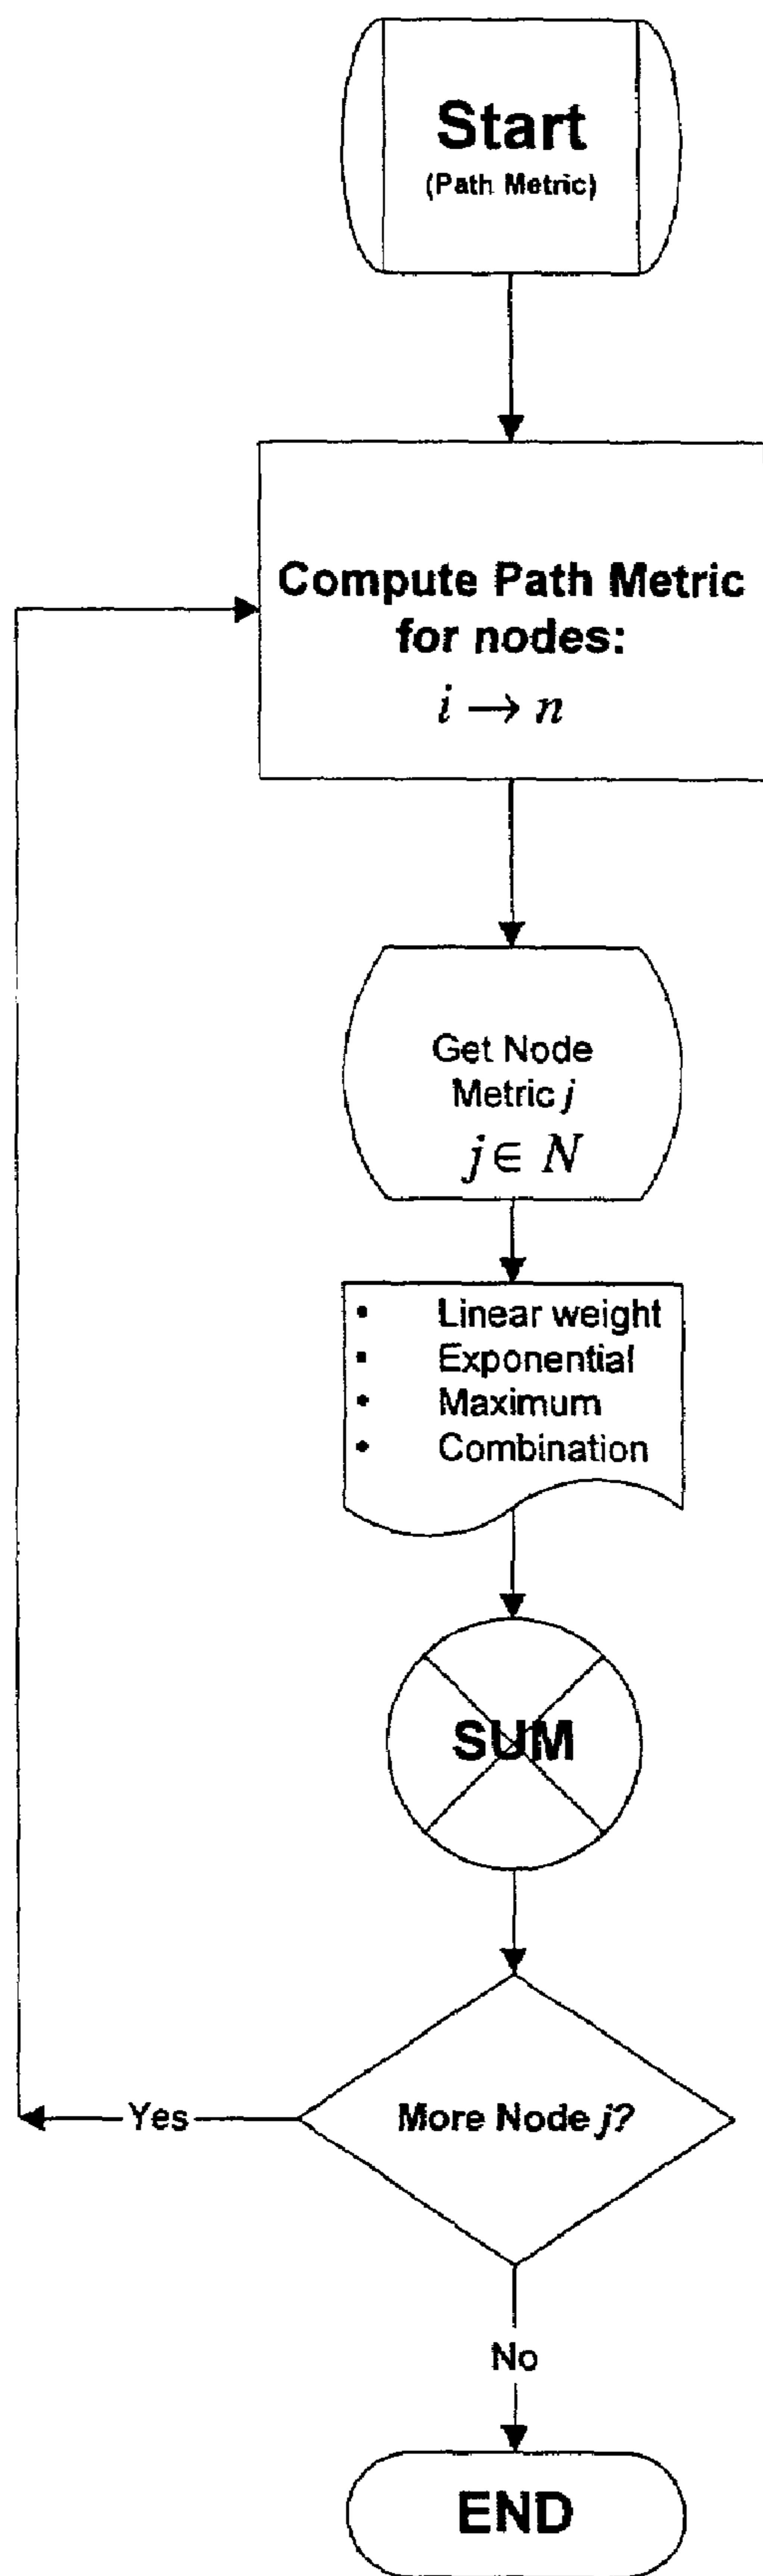 Start
(Path Metric)
Compute Path Metric
for nodes:
i → n
Get Node
Metric j
j ∈ N
• Linear weight
• Exponential
• Maximum
• Combination
SUM
More Node j?
Yes
No
END